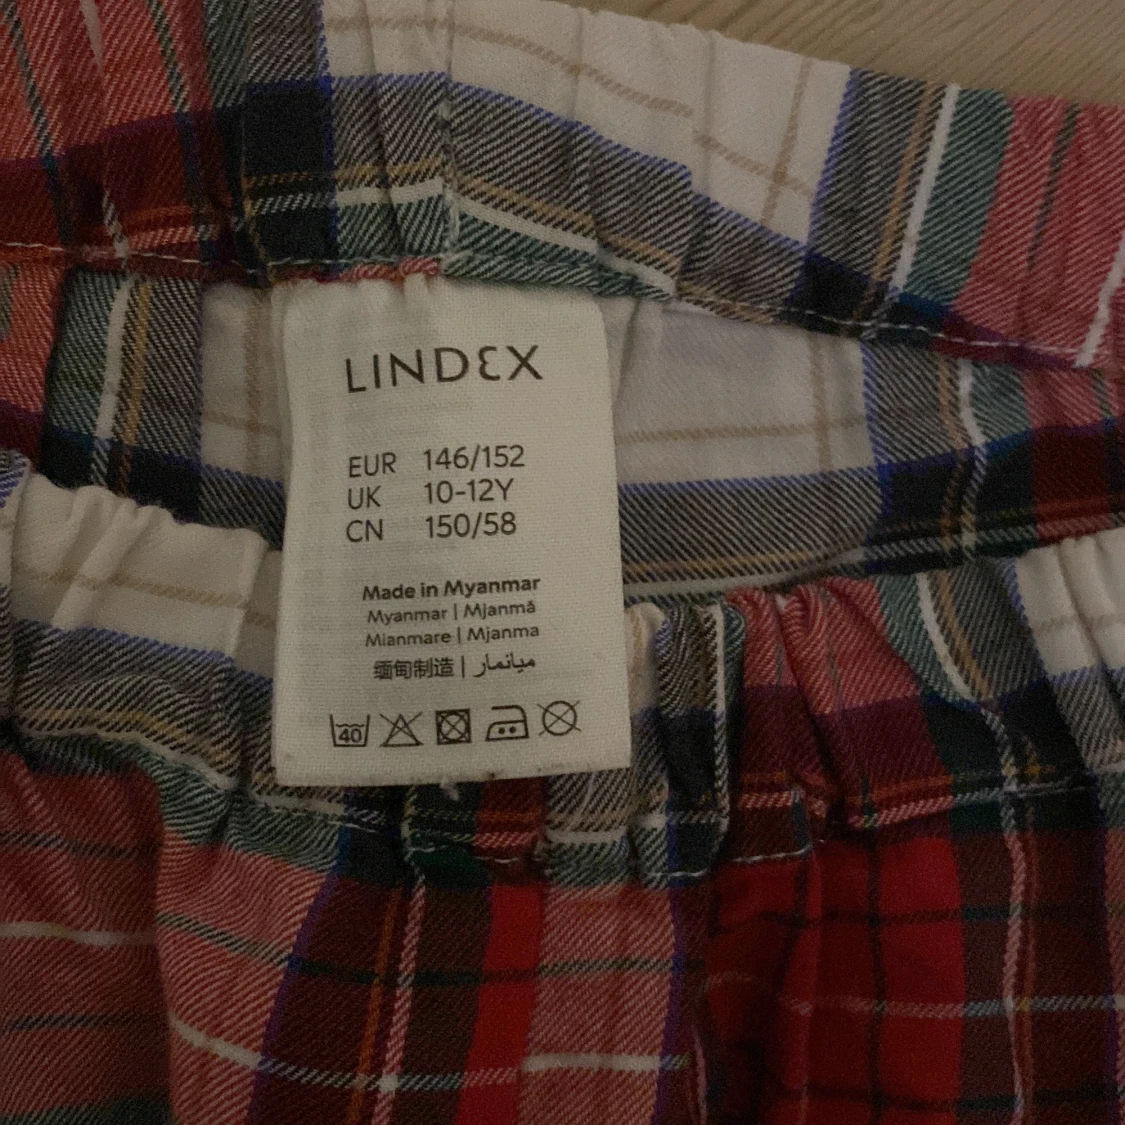 LINDEX
EUR 146/152
UK 10-12Y
CN 150/58
Made in Myanmar
Myanmar | Mjanmā
Mianmare | Mjanma
缅甸制造 | ميانمار
40